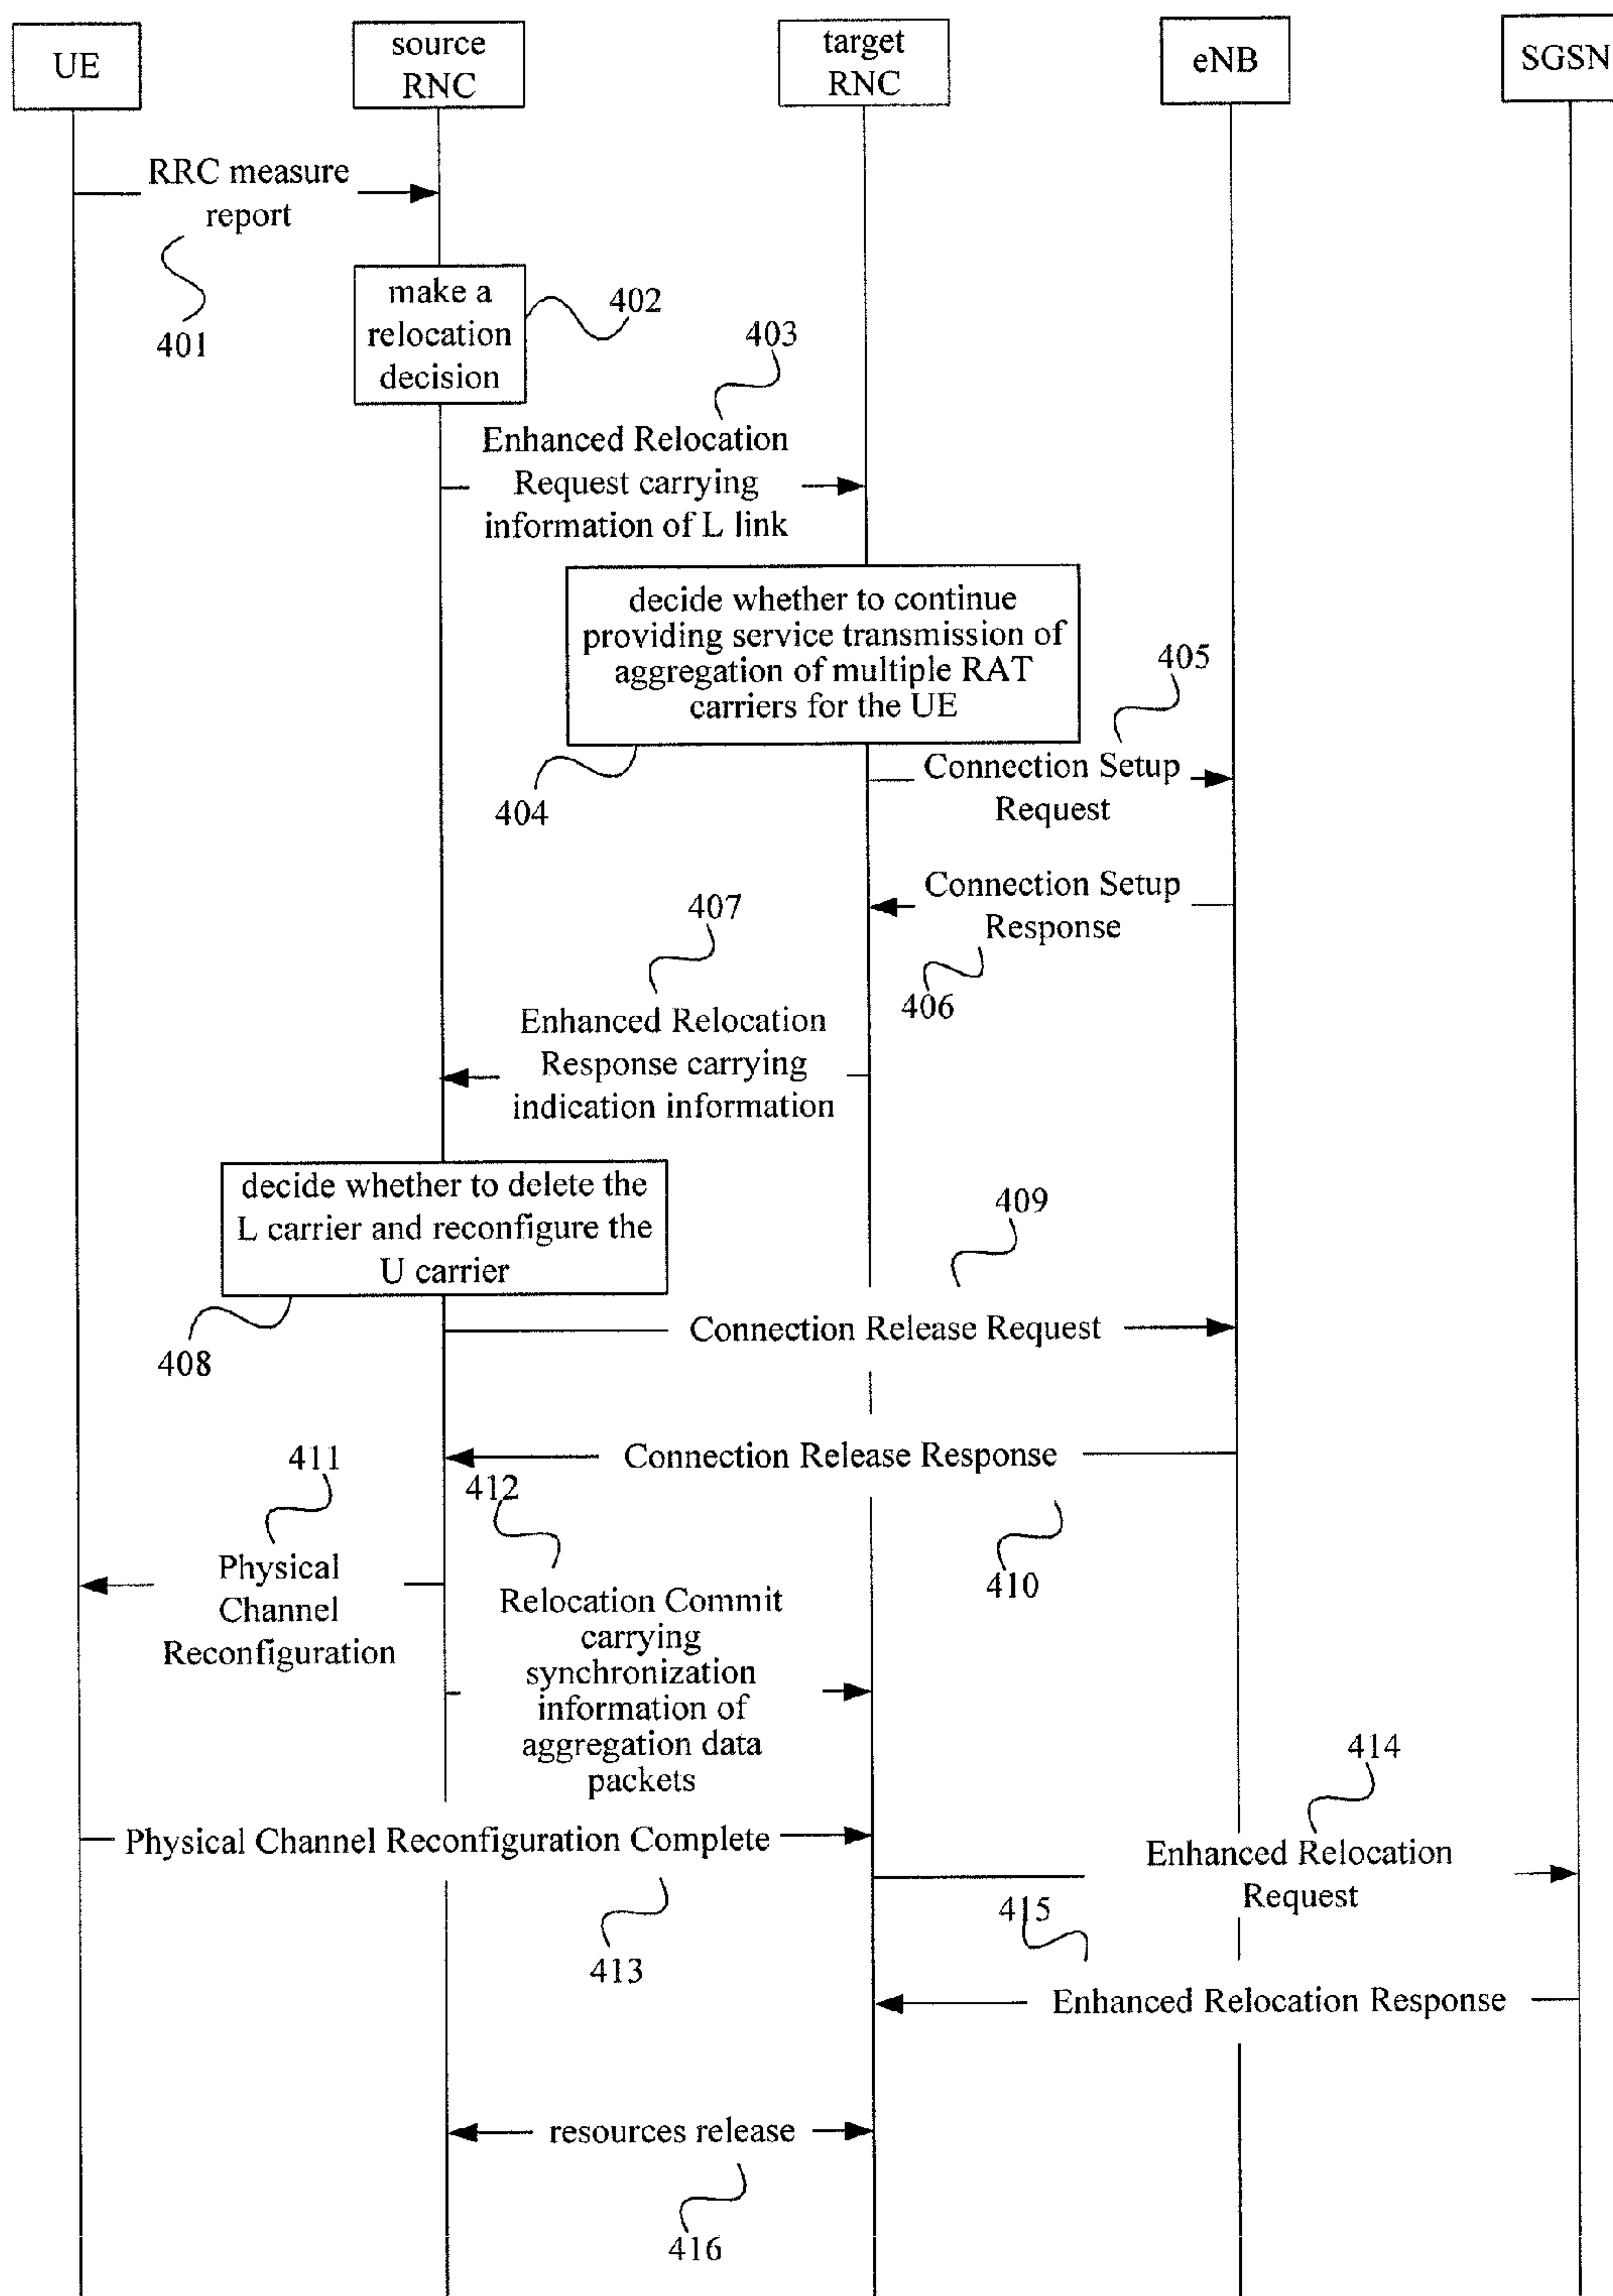 UE
source
RNC
target
RNC
eNB
SGSN
RRC measure
report
401
make a
relocation
decision
402
403
Enhanced Relocation
Request carrying
information of L link
decide whether to continue
providing service transmission of
aggregation of multiple RAT
carriers for the UE
404
405
Connection Setup
Request
Connection Setup
Response
406
407
Enhanced Relocation
Response carrying
indication information
decide whether to delete the
L carrier and reconfigure the
U carrier
408
409
Connection Release Request
Connection Release Response
410
411
Physical
Channel
Reconfiguration
412
Relocation Commit
carrying
synchronization
information of
aggregation data
packets
Physical Channel Reconfiguration Complete
413
414
Enhanced Relocation
Request
415
Enhanced Relocation Response
resources release
416